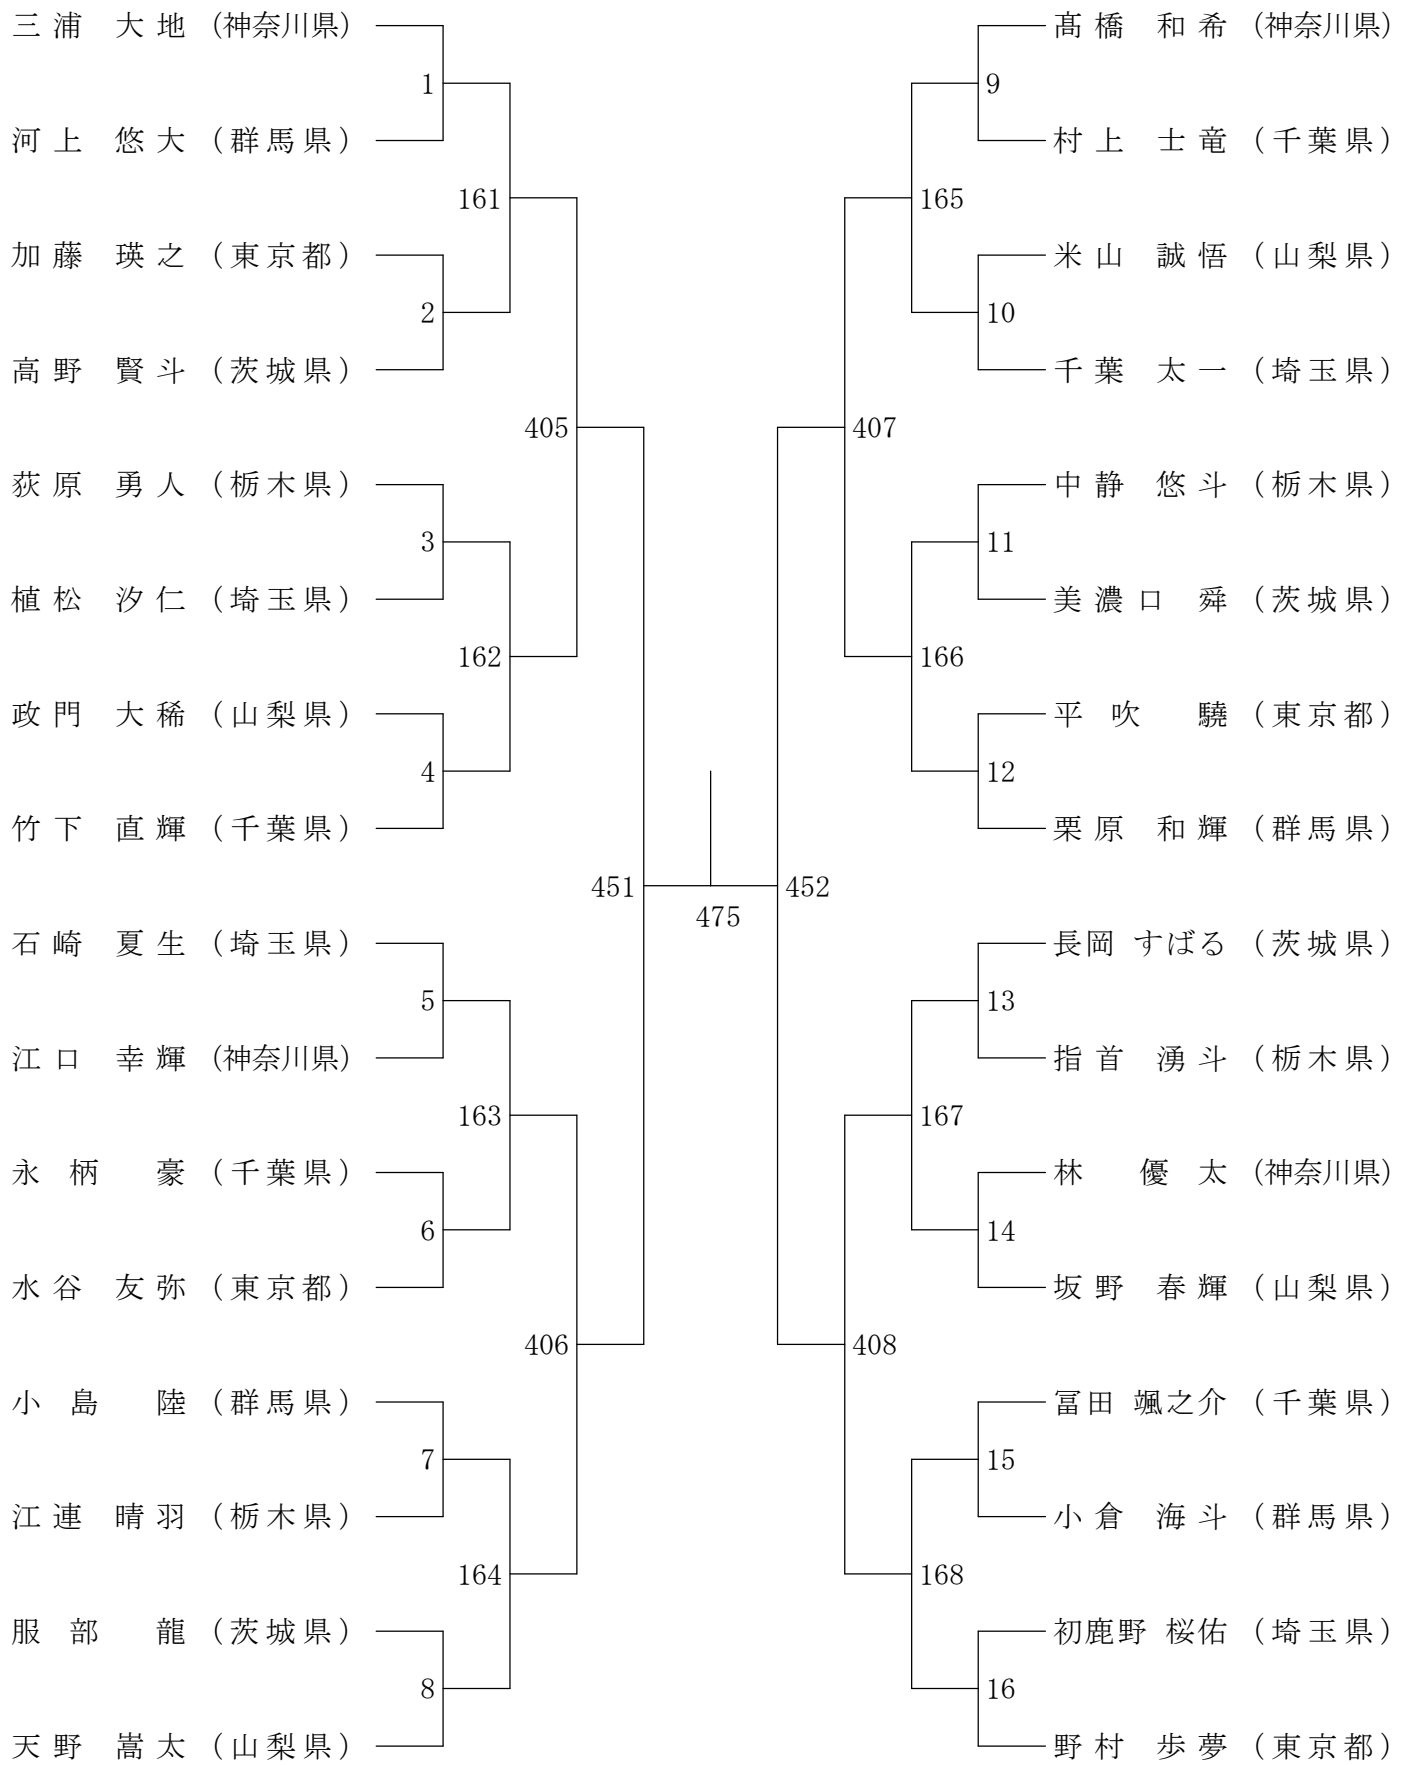 三浦 大地 (神奈川県)
1
河上 悠大 (群馬県)
161
加藤 瑛之 (東京都)
2
高野 賢斗 (茨城県)
405
荻原 勇人 (栃木県)
3
植松 汐仁 (埼玉県)
162
政門 大稀 (山梨県)
4
竹下 直輝 (千葉県)
451
石崎 夏生 (埼玉県)
5
江口 幸輝 (神奈川県)
163
永柄 豪 (千葉県)
6
水谷 友弥 (東京都)
406
小島 陸 (群馬県)
7
江連 晴羽 (栃木県)
164
服部 龍 (茨城県)
8
天野 嵩太 (山梨県)
475
髙橋 和希 (神奈川県)
9
村上 士竜 (千葉県)
165
米山 誠悟 (山梨県)
10
千葉 太一 (埼玉県)
407
中静 悠斗 (栃木県)
11
美濃口 舜 (茨城県)
166
平吹 驍 (東京都)
12
栗原 和輝 (群馬県)
452
長岡 すばる (茨城県)
13
指首 湧斗 (栃木県)
167
林 優太 (神奈川県)
14
坂野 春輝 (山梨県)
408
冨田 颯之介 (千葉県)
15
小倉 海斗 (群馬県)
168
初鹿野 桜佑 (埼玉県)
16
野村 歩夢 (東京都)